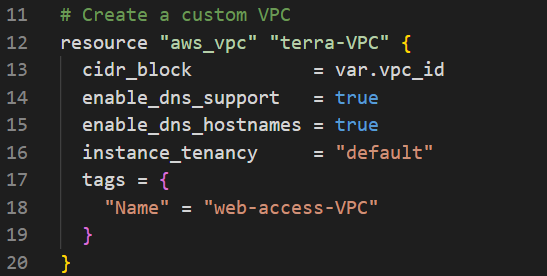 11 # Create a custom VPC
12 resource "aws_vpc" "terra-VPC" {
13   cidr_block           = var.vpc_id
14   enable_dns_support   = true
15   enable_dns_hostnames = true
16   instance_tenancy     = "default"
17   tags = {
18     "Name" = "web-access-VPC"
19   }
20 }